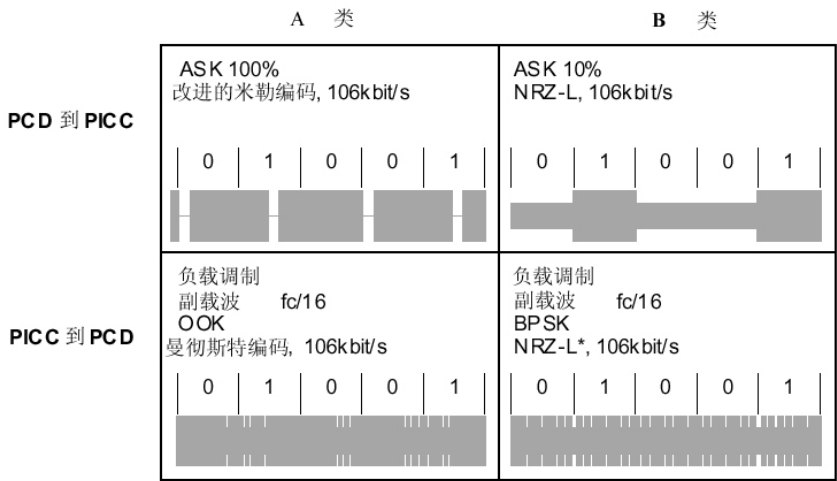 A 类
B 类
PCD 到 PICC
ASK 100%
改进的米勒编码, 106kbit/s
0 1 0 0 1
ASK 10%
NRZ-L, 106kbit/s
0 1 0 0 1
PICC 到 PCD
负载调制
副载波 fc/16
OOK
曼彻斯特编码, 106kbit/s
0 1 0 0 1
负载调制
副载波 fc/16
BPSK
NRZ-L*, 106kbit/s
0 1 0 0 1